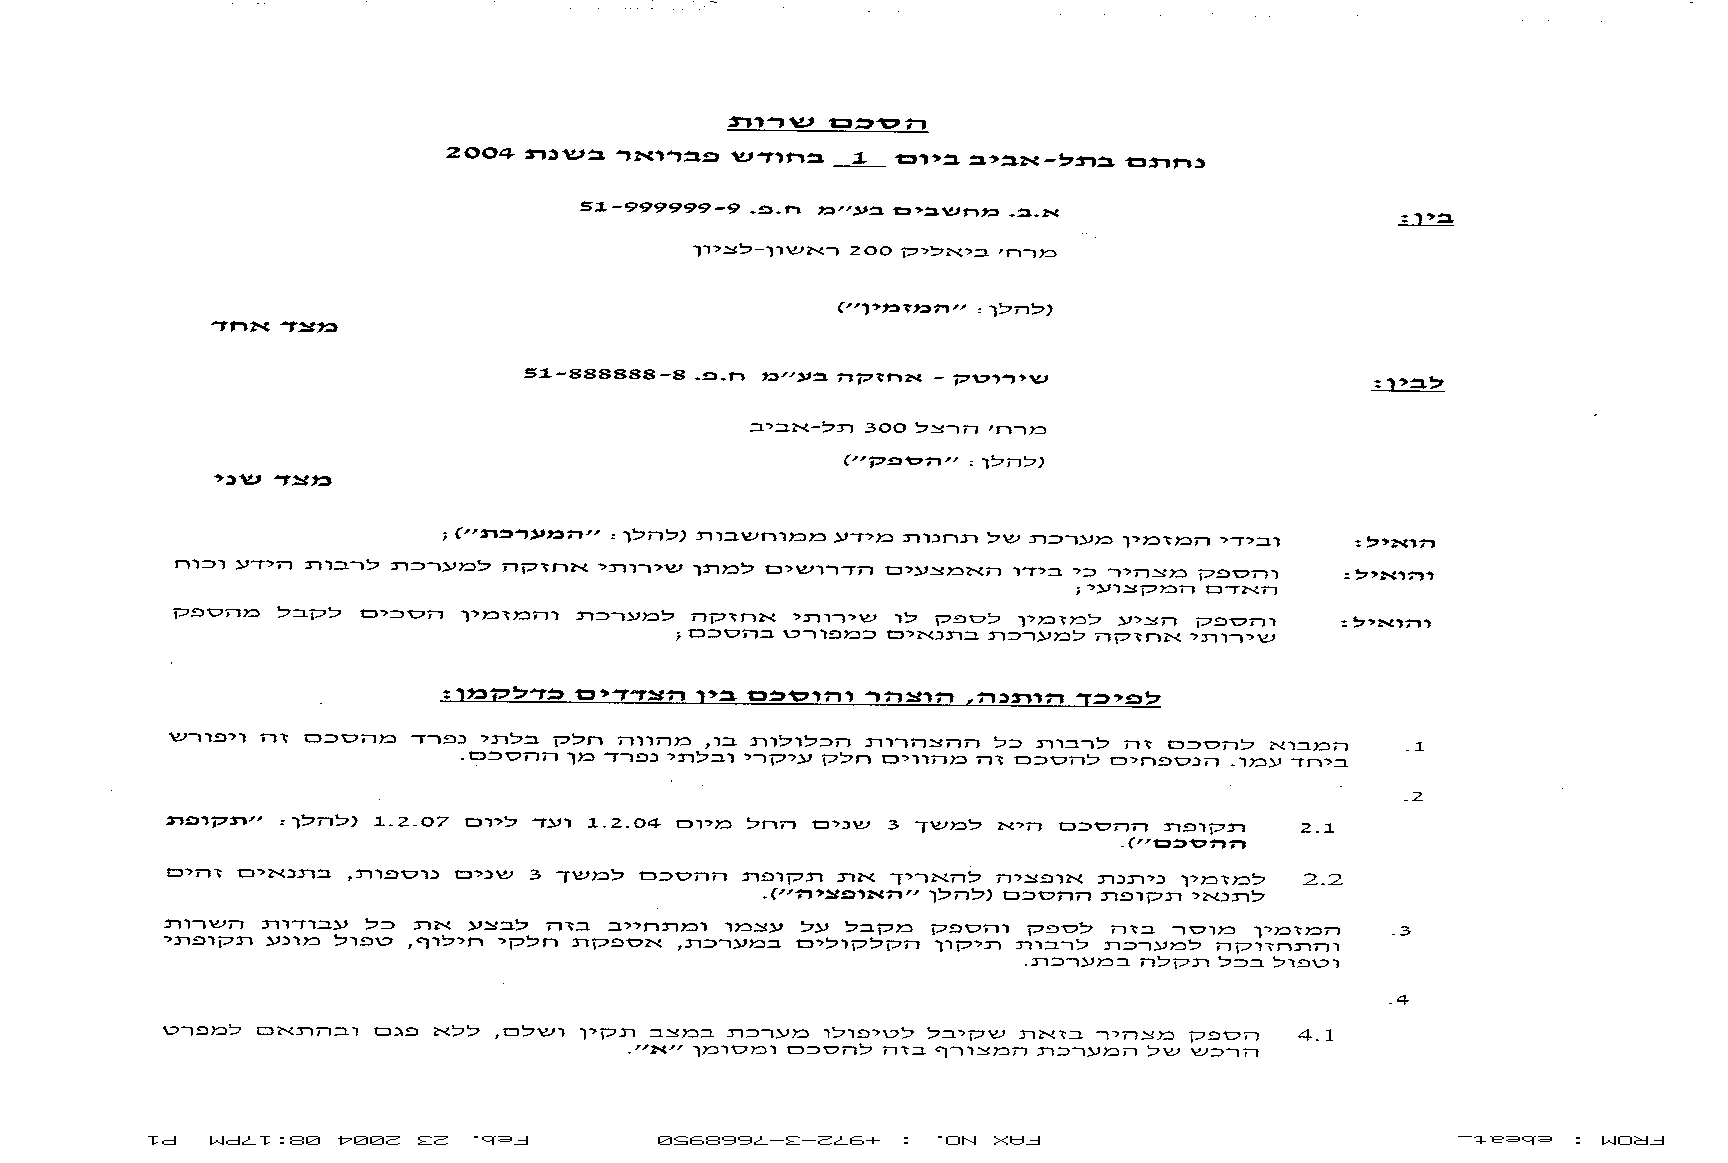 הסכם שרות
נחתם בתל-אביב ביום _1_ בחודש פברואר בשנת 2004
בין: א.ב. מחשבים בע״מ ח.פ. 51-999999-9
מרח׳ ביאליק 200 ראשון-לציון
(להלן: ״המזמין״)
מצד אחד
לבין: שירוטק - אחזקה בע״מ ח.פ. 51-888888-8
מרח׳ הרצל 300 תל-אביב
(להלן: ״הספק״)
מצד שני
הואיל: ובידי המזמין מערכת של תחנות מידע ממוחשבות (להלן: ״המערכת״);
והואיל: והספק מצהיר כי בידו האמצעים הדרושים למתן שירותי אחזקה למערכת לרבות הידע וכוח
האדם המקצועי;
והואיל: והספק הציע למזמין לספק לו שירותי אחזקה למערכת והמזמין הסכים לקבל מהספק
שירותי אחזקה למערכת בתנאים כמפורט בהסכם;
לפיכך הותנה, הוצהר והוסכם בין הצדדים כדלקמן:
1. המבוא להסכם זה לרבות כל ההצהרות הכלולות בו, מהווה חלק בלתי נפרד מהסכם זה ויפורש
ביחד עמו. הנספחים להסכם זה מהווים חלק עיקרי ובלתי נפרד מן ההסכם.
2.
2.1 תקופת ההסכם היא למשך 3 שנים החל מיום 1.2.04 ועד ליום 1.2.07 (להלן: ״תקופת
ההסכם״).
2.2 למזמין ניתנת אופציה להאריך את תקופת ההסכם למשך 3 שנים נוספות, בתנאים זהים
לתנאי תקופת ההסכם (להלן ״האופציה״).
3. המזמין מוסר בזה לספק והספק מקבל על עצמו ומתחייב בזה לבצע את כל עבודות השרות
והתחזוקה למערכת לרבות תיקון הקלקולים במערכת, אספקת חלקי חילוף, טפול מונע תקופתי
וטפול בכל תקלה במערכת.
4.
4.1 הספק מצהיר בזאת שקיבל לטיפולו מערכת במצב תקין ושלם, ללא פגם ובהתאם למפרט
הרכש של המערכת המצורף בזה להסכם ומסומן ״א״.
FROM : ebeat_ FAX NO. : +972-3-7668950 Feb. 23 2004 08:17PM P1